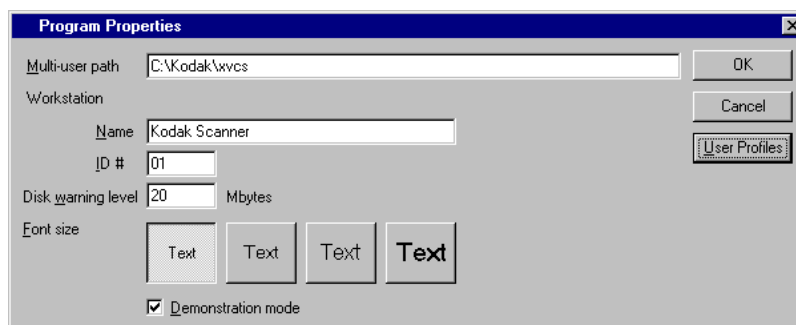 Program Properties
Multi-user path C:\Kodak\xvcs OK
Workstation Cancel
Name Kodak Scanner User Profiles
ID # 01
Disk warning level 20 Mbytes
Font size Text Text Text Text
Demonstration mode